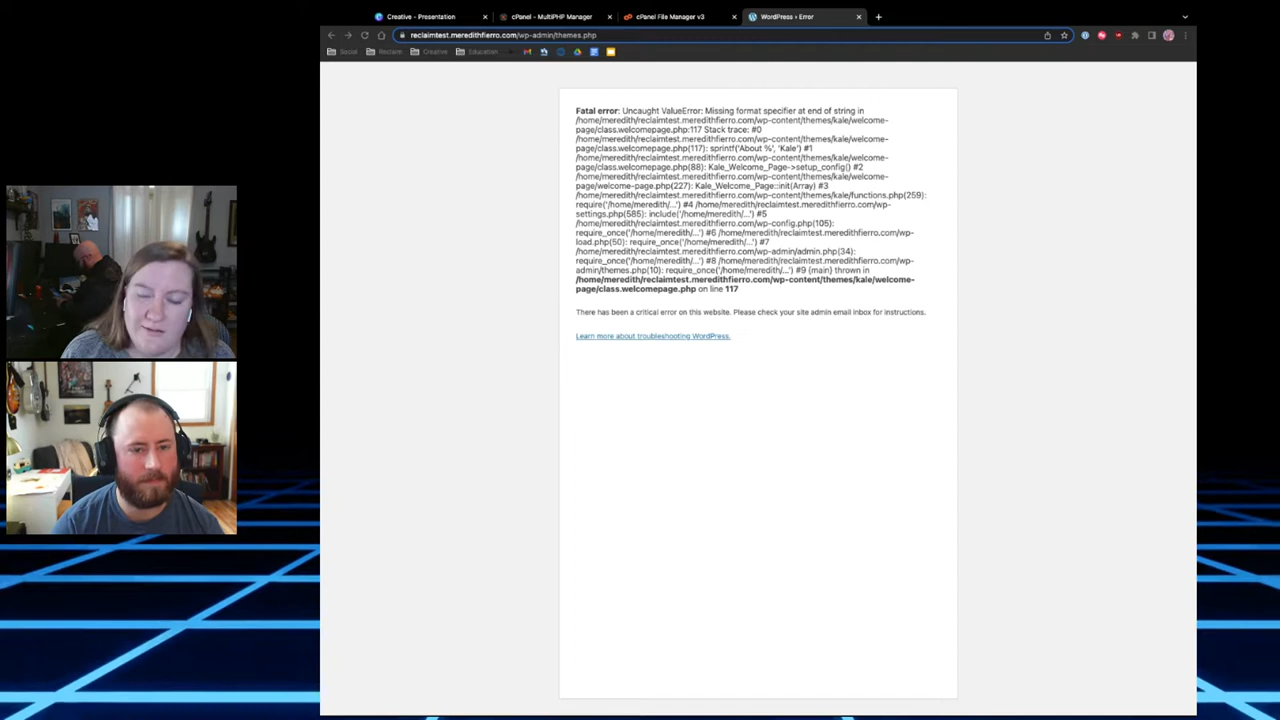 Creative - Presentation
cPanel - MultiPHP Manager
cPanel File Manager v3
WordPress › Error
reclaimtest.meredithfierro.com/wp-admin/themes.php
Social
Reclaim
Creative
Education
Fatal error: Uncaught ValueError: Missing format specifier at end of string in
/home/meredith/reclaimtest.meredithfierro.com/wp-content/themes/kale/welcome-
page/class.welcomepage.php:117 Stack trace: #0
/home/meredith/reclaimtest.meredithfierro.com/wp-content/themes/kale/welcome-
page/class.welcomepage.php(117): sprintf('About %', 'Kale') #1
/home/meredith/reclaimtest.meredithfierro.com/wp-content/themes/kale/welcome-
page/class.welcomepage.php(88): Kale_Welcome_Page->setup_config() #2
/home/meredith/reclaimtest.meredithfierro.com/wp-content/themes/kale/welcome-
page/welcome-page.php(227): Kale_Welcome_Page::init(Array) #3
/home/meredith/reclaimtest.meredithfierro.com/wp-content/themes/kale/functions.php(259):
require('/home/meredith/...') #4 /home/meredith/reclaimtest.meredithfierro.com/wp-
settings.php(585): include('/home/meredith/...') #5
/home/meredith/reclaimtest.meredithfierro.com/wp-config.php(105):
require_once('/home/meredith/...') #6 /home/meredith/reclaimtest.meredithfierro.com/wp-
load.php(50): require_once('/home/meredith/...') #7
/home/meredith/reclaimtest.meredithfierro.com/wp-admin/admin.php(34):
require_once('/home/meredith/...') #8 /home/meredith/reclaimtest.meredithfierro.com/wp-
admin/themes.php(10): require_once('/home/meredith/...') #9 {main} thrown in
/home/meredith/reclaimtest.meredithfierro.com/wp-content/themes/kale/welcome-
page/class.welcomepage.php on line 117
There has been a critical error on this website. Please check your site admin email inbox for instructions.
Learn more about troubleshooting WordPress.